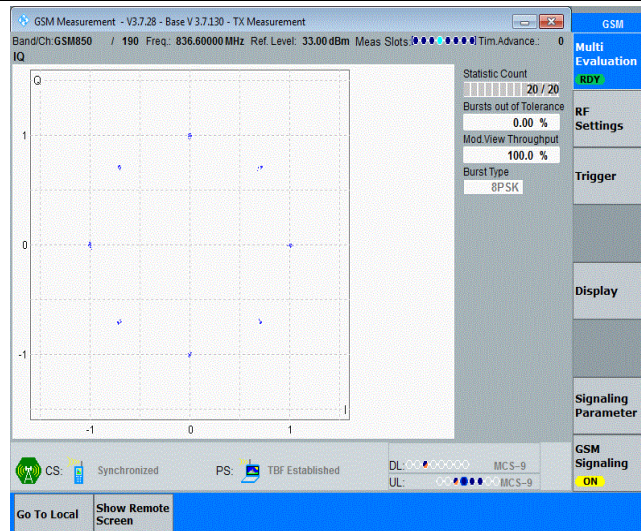 GSM Measurement - V3.7.28 - Base V 3.7.130 - TX Measurement
GSM
Band/Ch:GSM850 / 190 Freq.: 836.60000 MHz Ref. Level: 33.00 dBm Meas Slots: Tim.Advance.: 0
IQ
Multi
Evaluation
RDY
Q
Statistic Count
20 / 20
Bursts out of Tolerance
0.00 %
Mod.View Throughput
100.0 %
Burst Type
8PSK
RF
Settings
Trigger
Display
Signaling
Parameter
GSM
Signaling
ON
1
0
-1
I
-1 0 1
CS: Synchronized PS: TBF Established
DL: MCS-9
UL: MCS-9
Go To Local
Show Remote
Screen